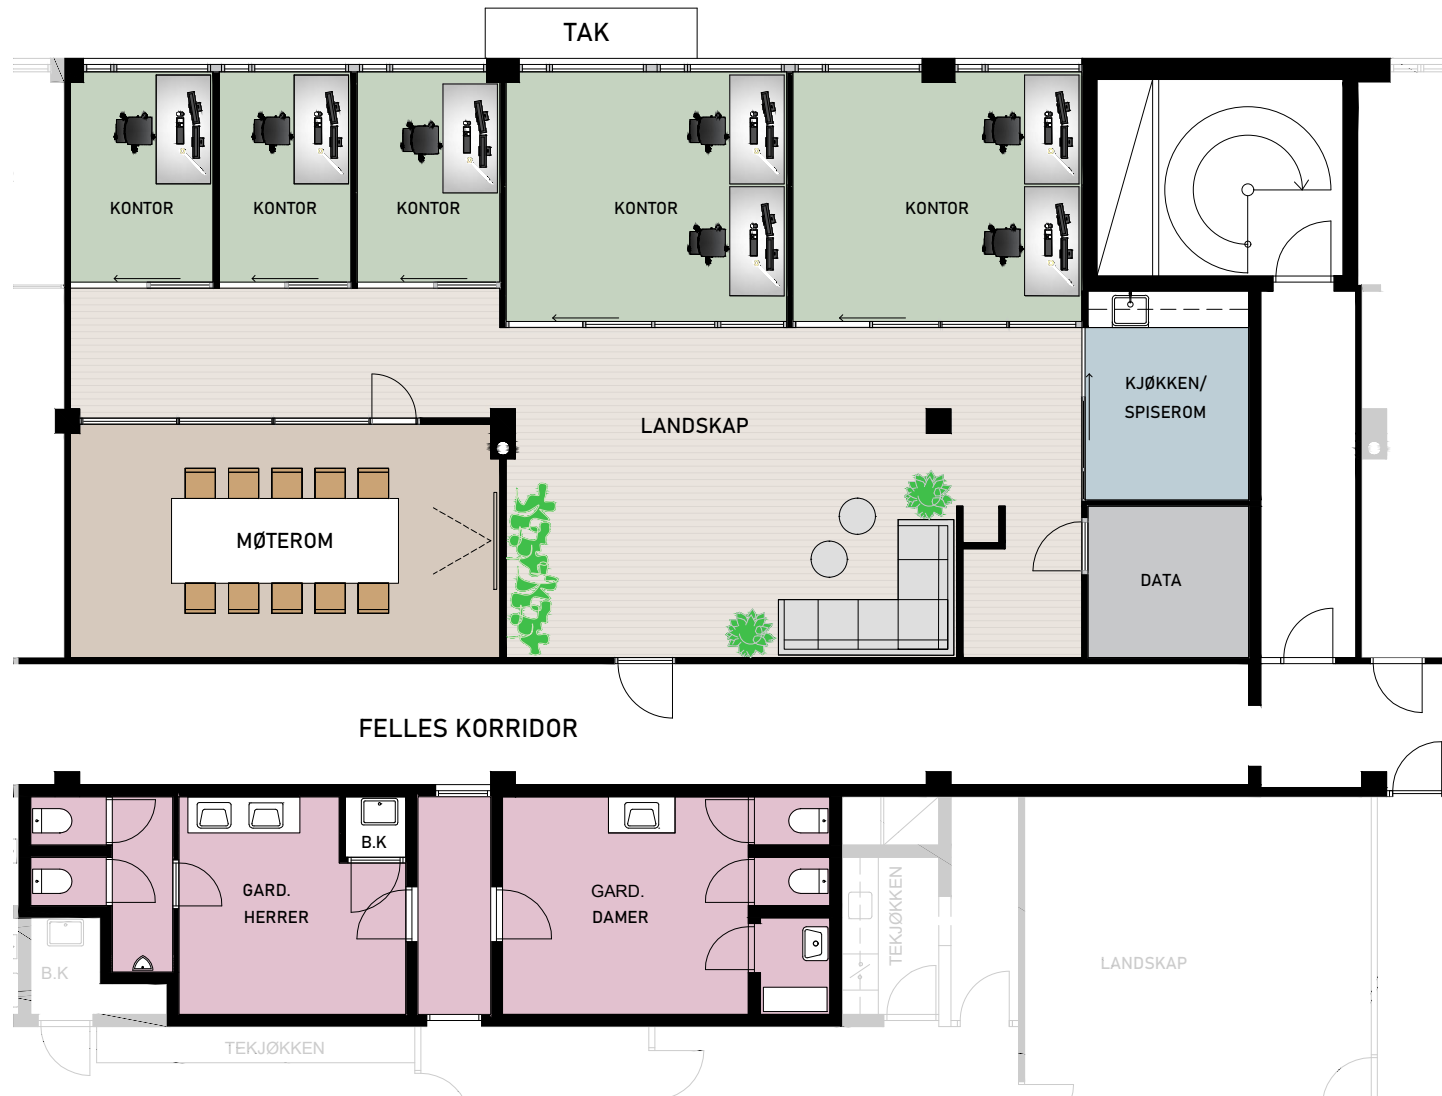 TAK
KONTOR
KONTOR
KONTOR
KONTOR
KONTOR
KJØKKEN/
SPISEROM
LANDSKAP
MØTEROM
DATA
FELLES KORRIDOR
B.K
GARD.
HERRER
GARD.
DAMER
TEKJØKKEN
B.K
LANDSKAP
TEKJØKKEN